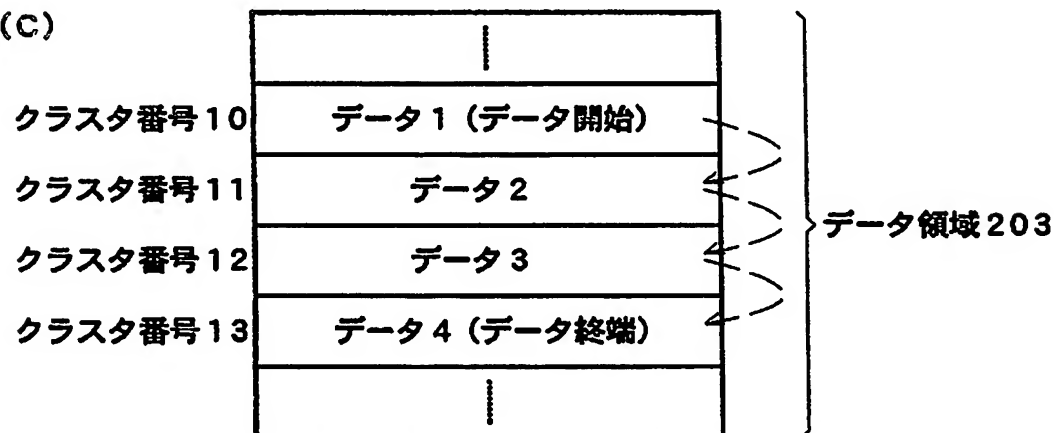 (C)
クラスタ番号10 データ1(データ開始)
クラスタ番号11 データ2
データ領域203
クラスタ番号12 データ3
クラスタ番号13 データ4(データ終端)